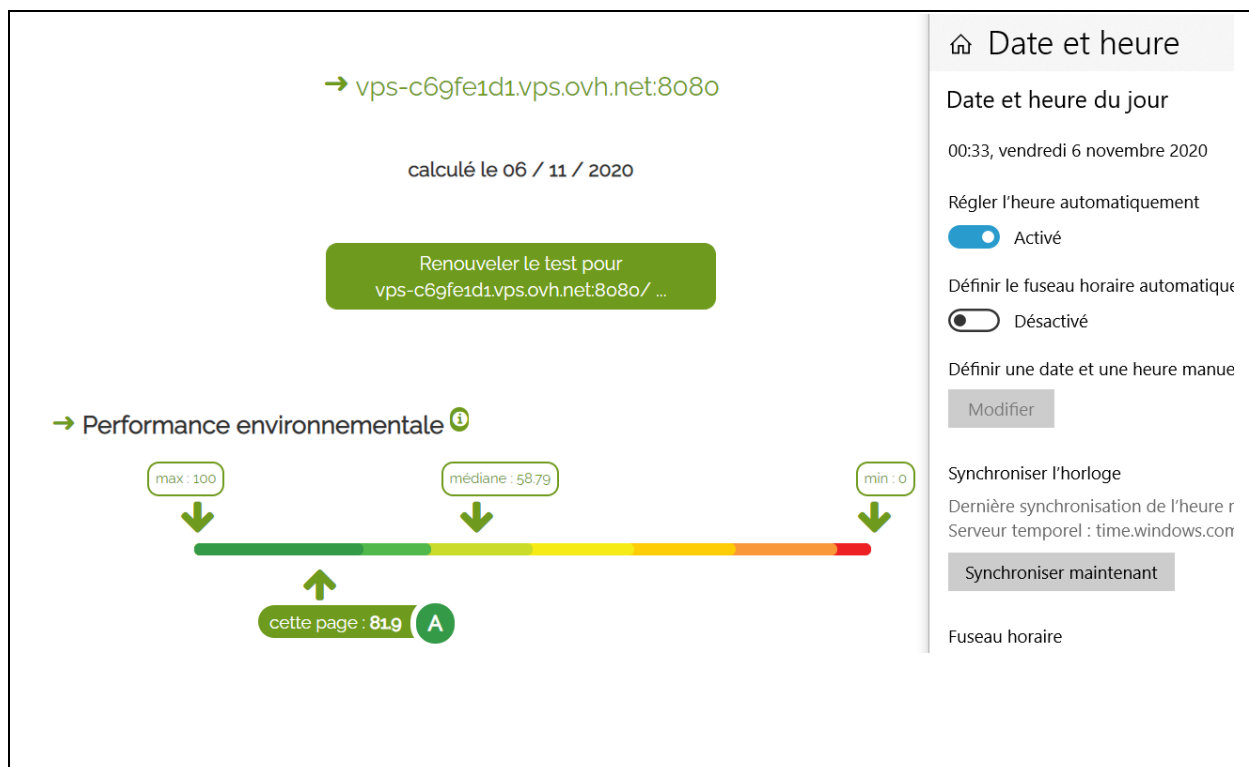 → vps-c69fe1d1.vps.ovh.net:8080
calculé le 06 / 11 / 2020
Renouveler le test pour
vps-c69fe1d1.vps.ovh.net:8080/ ...
→ Performance environnementale
max : 100
médiane : 58.79
min : 0
cette page : 81.9 A
Date et heure
Date et heure du jour
00:33, vendredi 6 novembre 2020
Régler l'heure automatiquement
Activé
Définir le fuseau horaire automatique
Désactivé
Définir une date et une heure manue
Modifier
Synchroniser l'horloge
Dernière synchronisation de l'heure r
Serveur temporel : time.windows.com
Synchroniser maintenant
Fuseau horaire